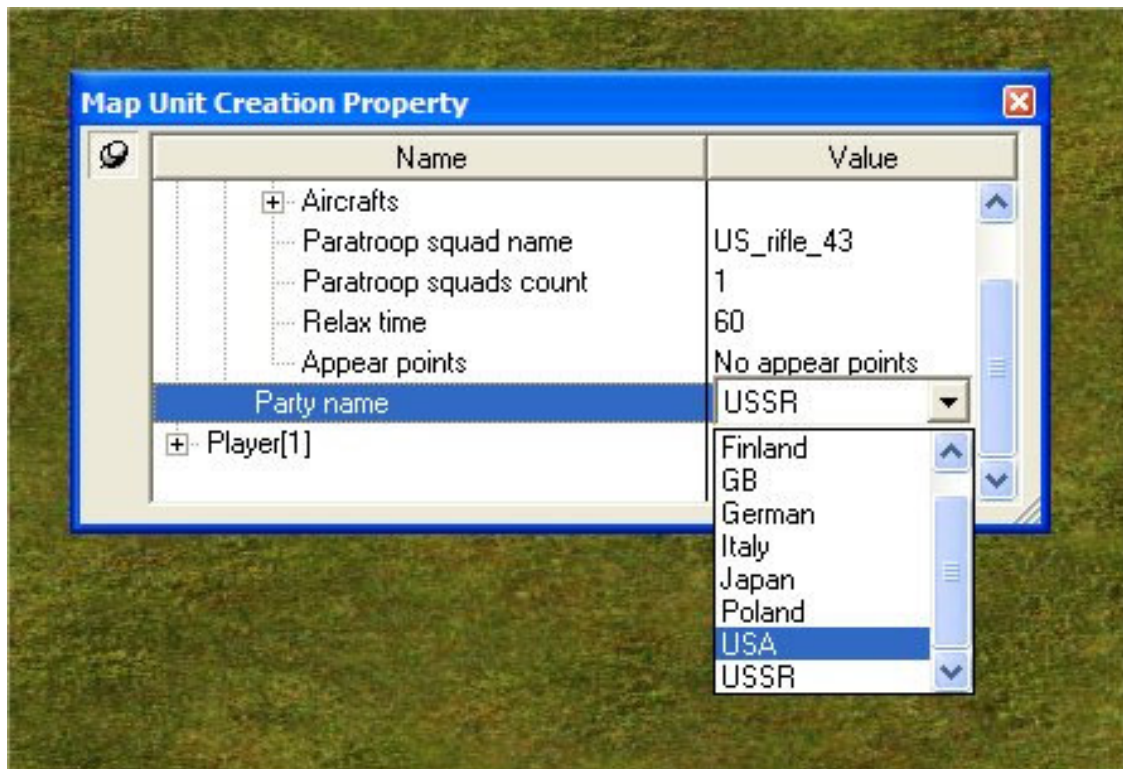 Map Unit Creation Property
Name Value
Aircrafts
Paratroop squad name US_rifle_43
Paratroop squads count 1
Relax time 60
Appear points No appear points
Party name USSR
Player[1]
Finland
GB
German
Italy
Japan
Poland
USA
USSR